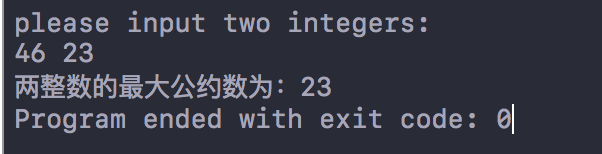 please input two integers:
46 23
两整数的最大公约数为：23
Program ended with exit code: 0